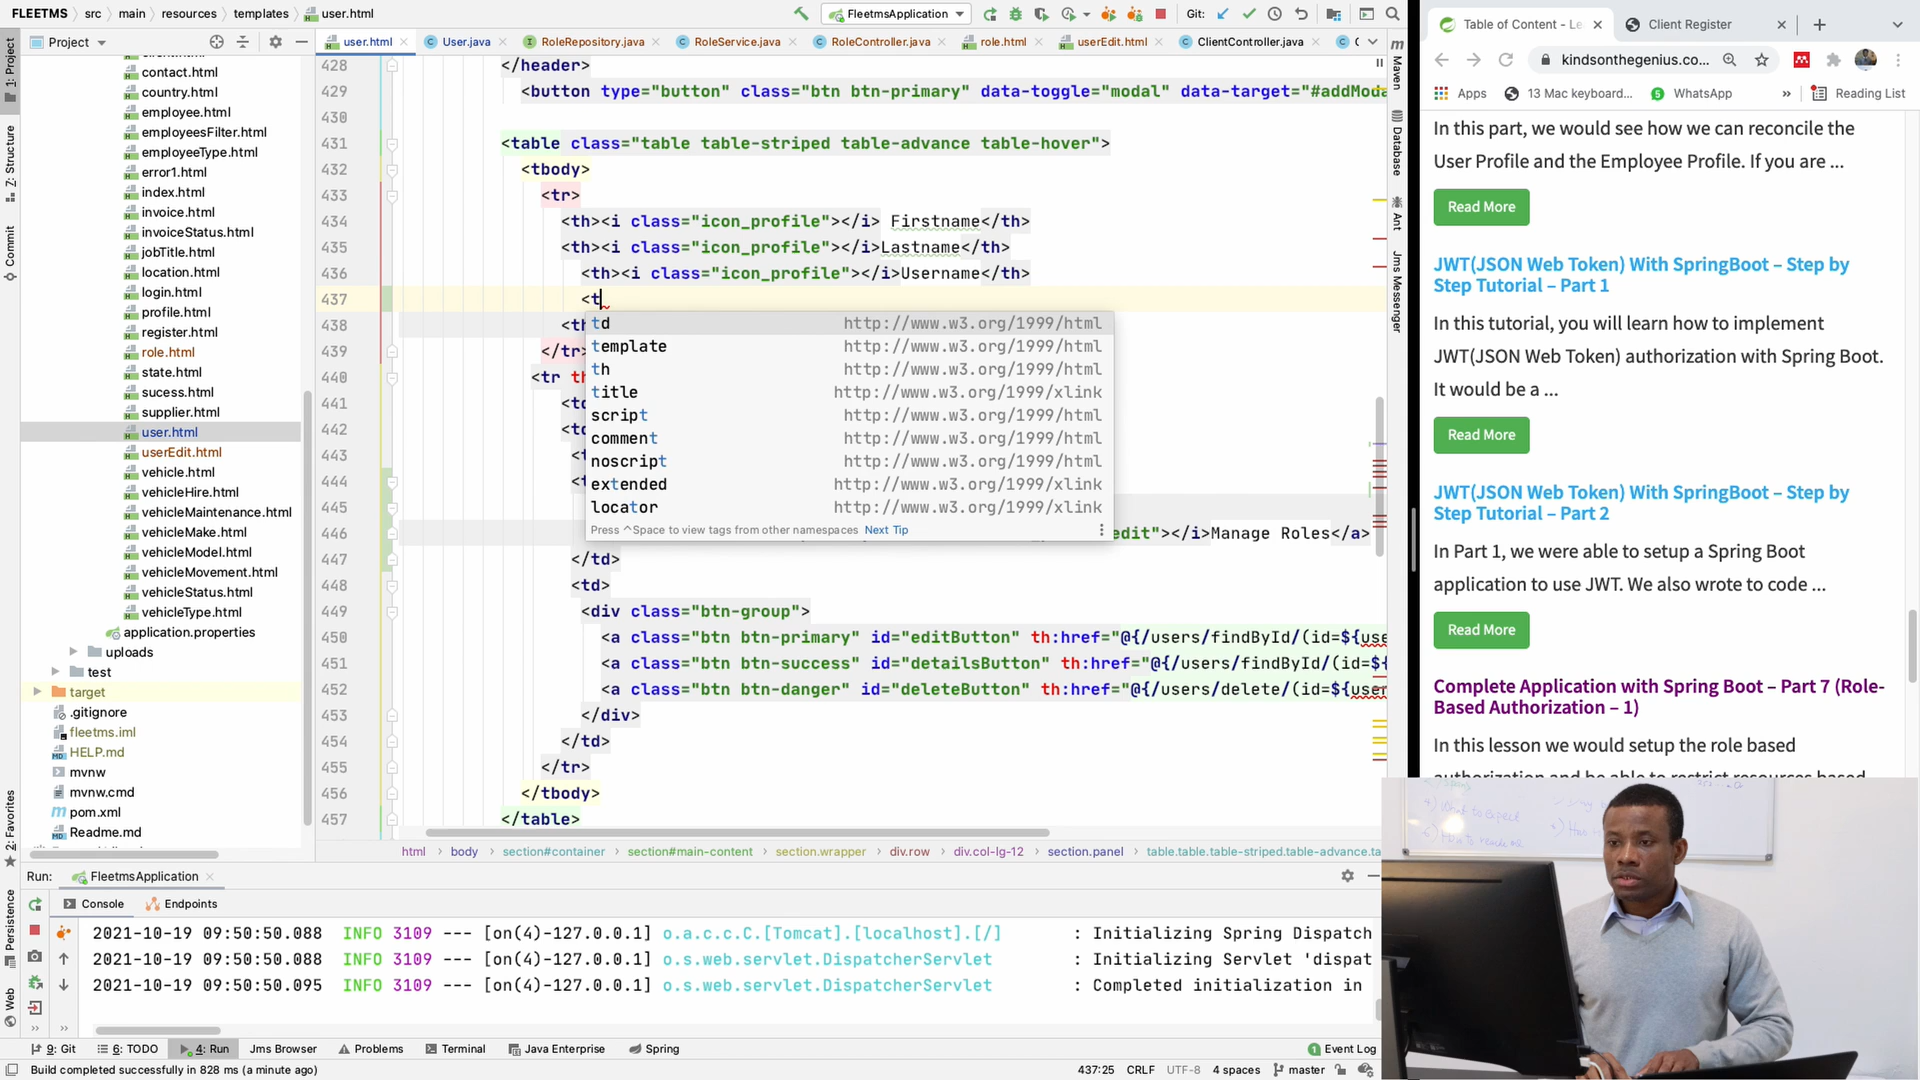 FLEETMS src main resources templates user.html
FleetmsApplication
Git:
Project
user.html User.java RoleRepository.java RoleService.java RoleController.java role.html userEdit.html ClientController.java
contact.html
country.html
employee.html
employeesFilter.html
employeeType.html
error1.html
index.html
invoice.html
invoiceStatus.html
jobTitle.html
location.html
login.html
profile.html
register.html
role.html
state.html
sucess.html
supplier.html
user.html
userEdit.html
vehicle.html
vehicleHire.html
vehicleMaintenance.html
vehicleMake.html
vehicleModel.html
vehicleMovement.html
vehicleStatus.html
vehicleType.html
application.properties
uploads
test
target
.gitignore
fleetms.iml
HELP.md
mvnw
mvnw.cmd
pom.xml
Readme.md
1: Project
Z: Structure
Commit
2: Favorites
Persistence
Web
428 </header>
429 <button type="button" class="btn btn-primary" data-toggle="modal" data-target="#addModa
430
431 <table class="table table-striped table-advance table-hover">
432 <tbody>
433 <tr>
434 <th><i class="icon_profile"></i> Firstname</th>
435 <th><i class="icon_profile"></i>Lastname</th>
436 <th><i class="icon_profile"></i>Username</th>
437 <t
438 <th
439 </tr>
440 <tr th
441 <td
442 <td
443 <t
444 <t
445
446 edit"></i>Manage Roles</a>
447 </td>
448 <td>
449 <div class="btn-group">
450 <a class="btn btn-primary" id="editButton" th:href="@{/users/findById/(id=${use
451 <a class="btn btn-success" id="detailsButton" th:href="@{/users/findById/(id=${
452 <a class="btn btn-danger" id="deleteButton" th:href="@{/users/delete/(id=${user
453 </div>
454 </td>
455 </tr>
456 </tbody>
457 </table>
td http://www.w3.org/1999/html
template http://www.w3.org/1999/html
th http://www.w3.org/1999/html
title http://www.w3.org/1999/xlink
script http://www.w3.org/1999/html
comment http://www.w3.org/1999/html
noscript http://www.w3.org/1999/html
extended http://www.w3.org/1999/xlink
locator http://www.w3.org/1999/xlink
Press ^Space to view tags from other namespaces Next Tip
html body section#container section#main-content section.wrapper div.row div.col-lg-12 section.panel table.table.table-striped.table-advance.ta
Maven
Database
Ant
Jms Messenger
Run: FleetmsApplication
Console Endpoints
2021-10-19 09:50:50.088 INFO 3109 --- [on(4)-127.0.0.1] o.a.c.c.C.[Tomcat].[localhost].[/] : Initializing Spring Dispatch
2021-10-19 09:50:50.088 INFO 3109 --- [on(4)-127.0.0.1] o.s.web.servlet.DispatcherServlet : Initializing Servlet 'dispat
2021-10-19 09:50:50.095 INFO 3109 --- [on(4)-127.0.0.1] o.s.web.servlet.DispatcherServlet : Completed initialization in
9: Git 6: TODO 4: Run Jms Browser Problems Terminal Java Enterprise Spring 1 Event Log
Build completed successfully in 828 ms (a minute ago) 437:25 CRLF UTF-8 4 spaces master
Table of Content - Le Client Register
kindsonthegenius.co...
Apps 13 Mac keyboard... WhatsApp » Reading List
In this part, we would see how we can reconcile the
User Profile and the Employee Profile. If you are ...
Read More
JWT(JSON Web Token) With SpringBoot – Step by
Step Tutorial – Part 1
In this tutorial, you will learn how to implement
JWT(JSON Web Token) authorization with Spring Boot.
It would be a ...
Read More
JWT(JSON Web Token) With SpringBoot – Step by
Step Tutorial – Part 2
In Part 1, we were able to setup a Spring Boot
application to use JWT. We also wrote to code ...
Read More
Complete Application with Spring Boot – Part 7 (Role-
Based Authorization – 1)
In this lesson we would setup the role based
authorization and be able to restrict resources based
What to expect